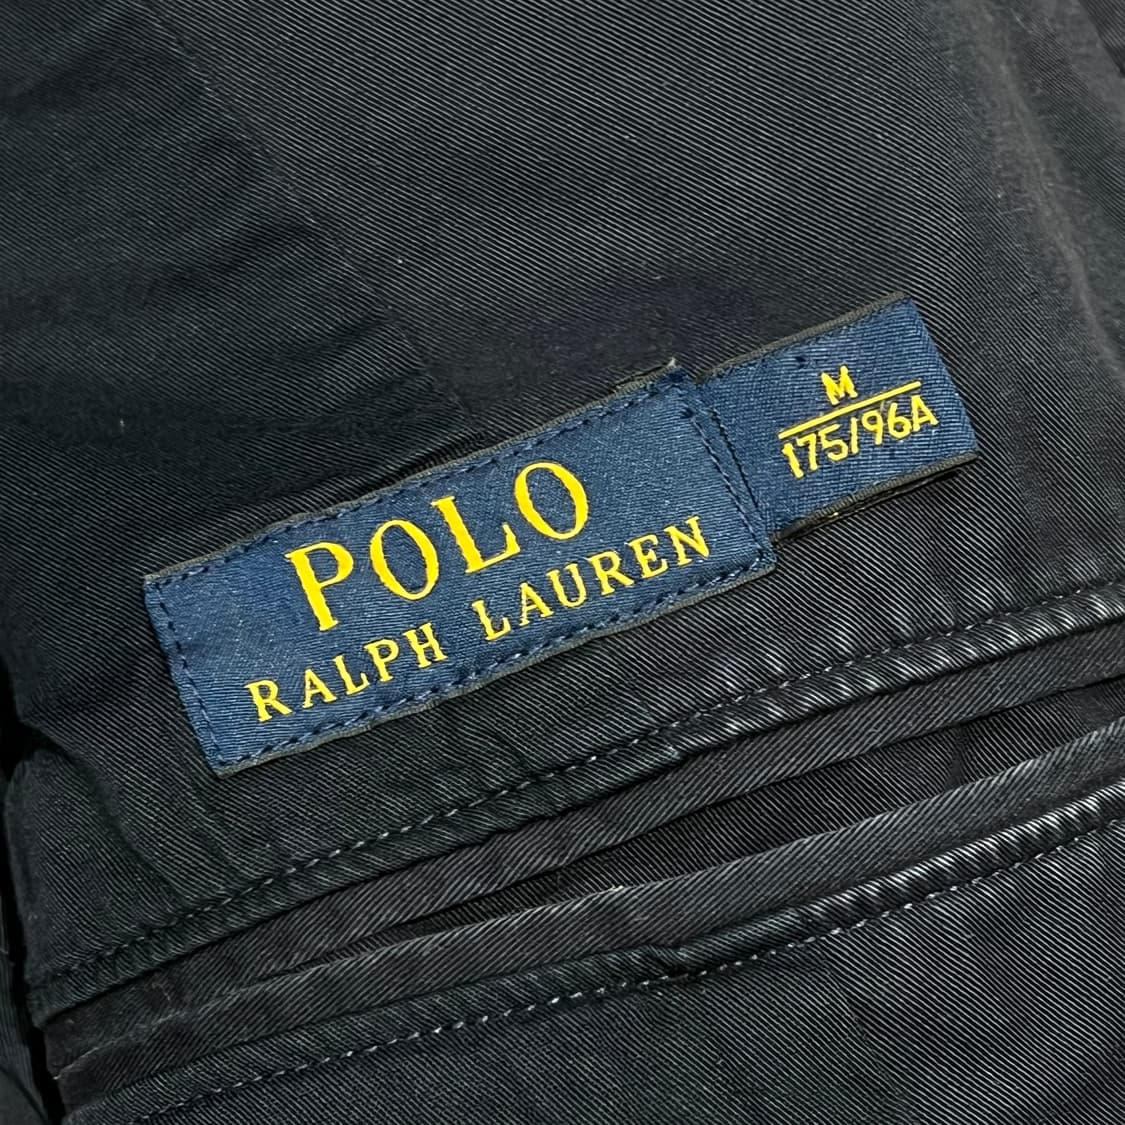 POLO
RALPH LAUREN
M
175/96A